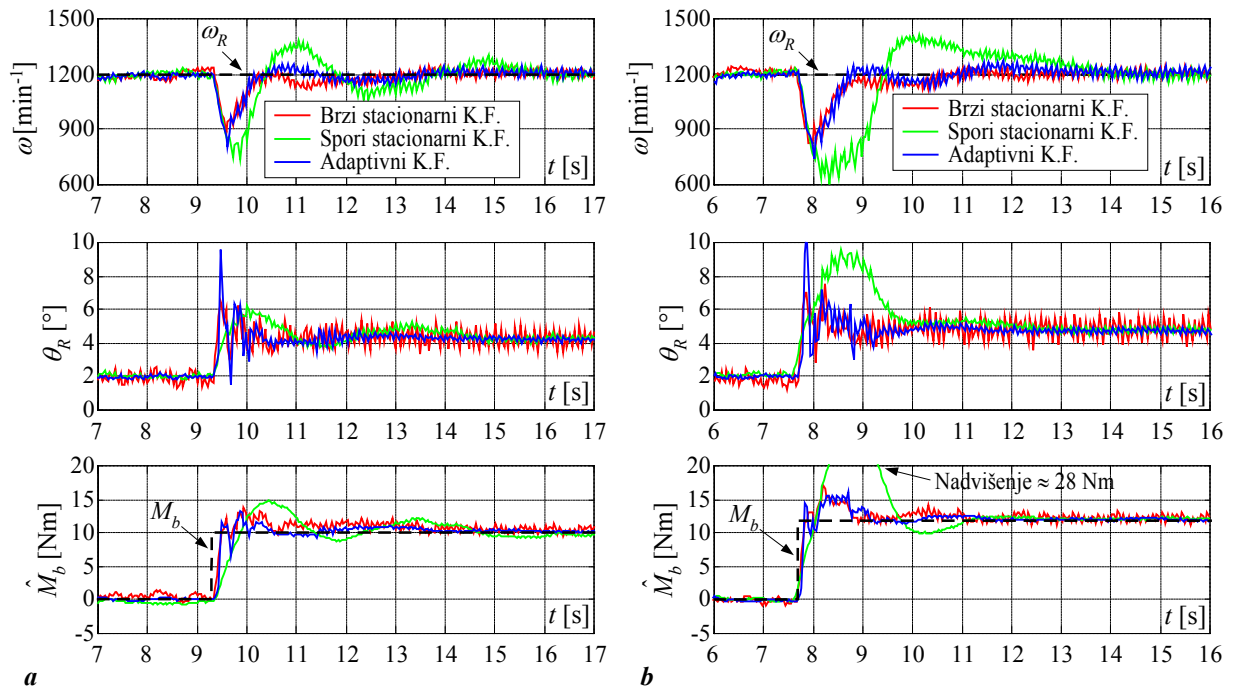 1500
1200
900
600
ω [min⁻¹]
ω_R
Brzi stacionarni K.F.
Spori stacionarni K.F.
Adaptivni K.F.
t [s]
7 8 9 10 11 12 13 14 15 16 17
10
8
6
4
2
0
θ_R [°]
t [s]
7 8 9 10 11 12 13 14 15 16 17
20
15
10
5
0
-5
M̂_b [Nm]
M_b
t [s]
7 8 9 10 11 12 13 14 15 16 17
a
1500
1200
900
600
ω [min⁻¹]
ω_R
Brzi stacionarni K.F.
Spori stacionarni K.F.
Adaptivni K.F.
t [s]
6 7 8 9 10 11 12 13 14 15 16
10
8
6
4
2
0
θ_R [°]
t [s]
6 7 8 9 10 11 12 13 14 15 16
20
15
10
5
0
-5
M̂_b [Nm]
M_b
Nadvišenje ≈ 28 Nm
t [s]
6 7 8 9 10 11 12 13 14 15 16
b